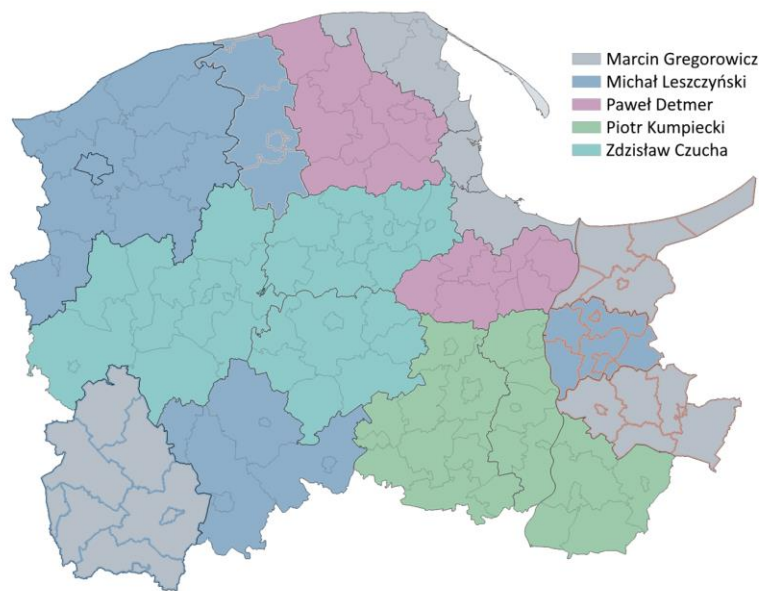 Marcin Gregorowicz
Michał Leszczyński
Paweł Detmer
Piotr Kumpiecki
Zdzisław Czucha